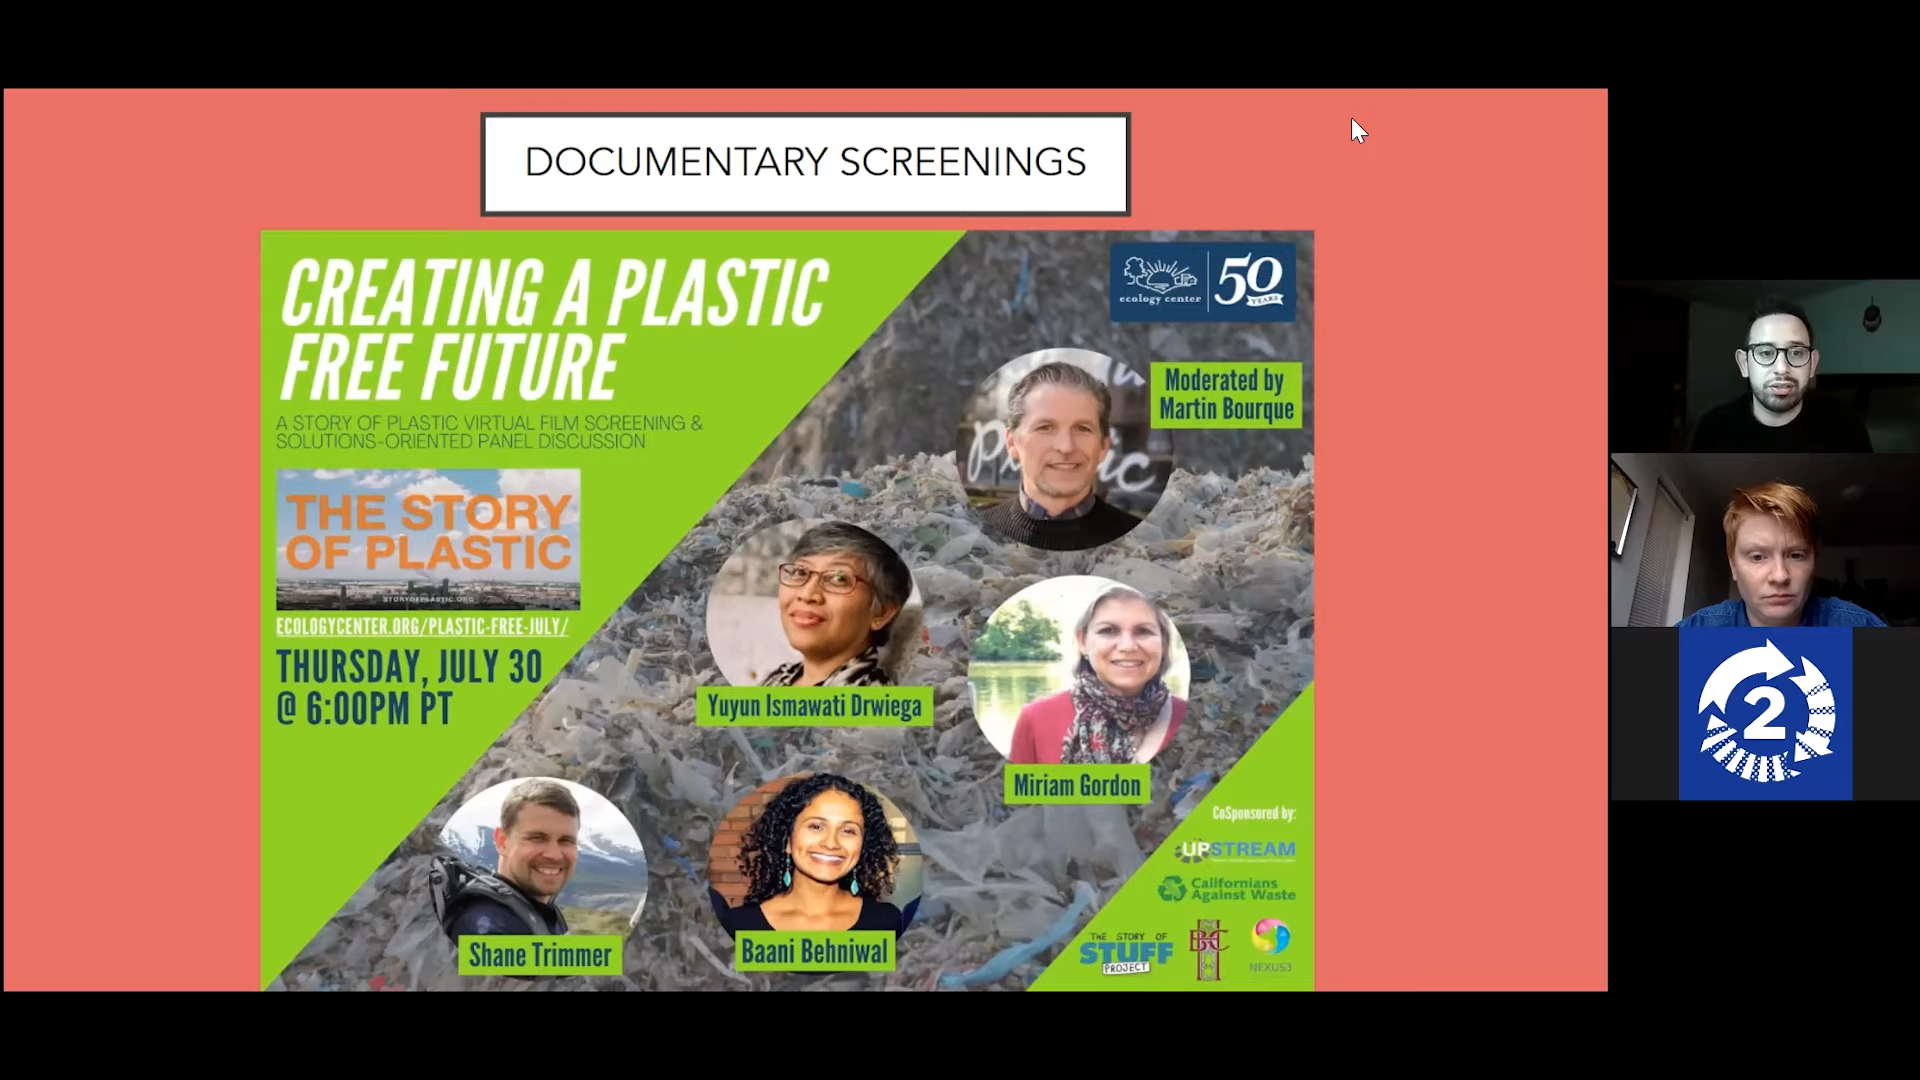 DOCUMENTARY SCREENINGS
CREATING A PLASTIC
FREE FUTURE
A STORY OF PLASTIC VIRTUAL FILM SCREENING &
SOLUTIONS-ORIENTED PANEL DISCUSSION
THE STORY
OF PLASTIC
STORYOFPLASTIC.ORG
ECOLOGYCENTER.ORG/PLASTIC-FREE-JULY/
THURSDAY, JULY 30
@ 6:00PM PT
ecology center
50
YEARS
Moderated by
Martin Bourque
Yuyun Ismawati Drwiega
Miriam Gordon
Shane Trimmer
Baani Behniwal
CoSponsored by:
UPSTREAM
Californians
Against Waste
THE STORY OF
STUFF
PROJECT
NEXUS3
2